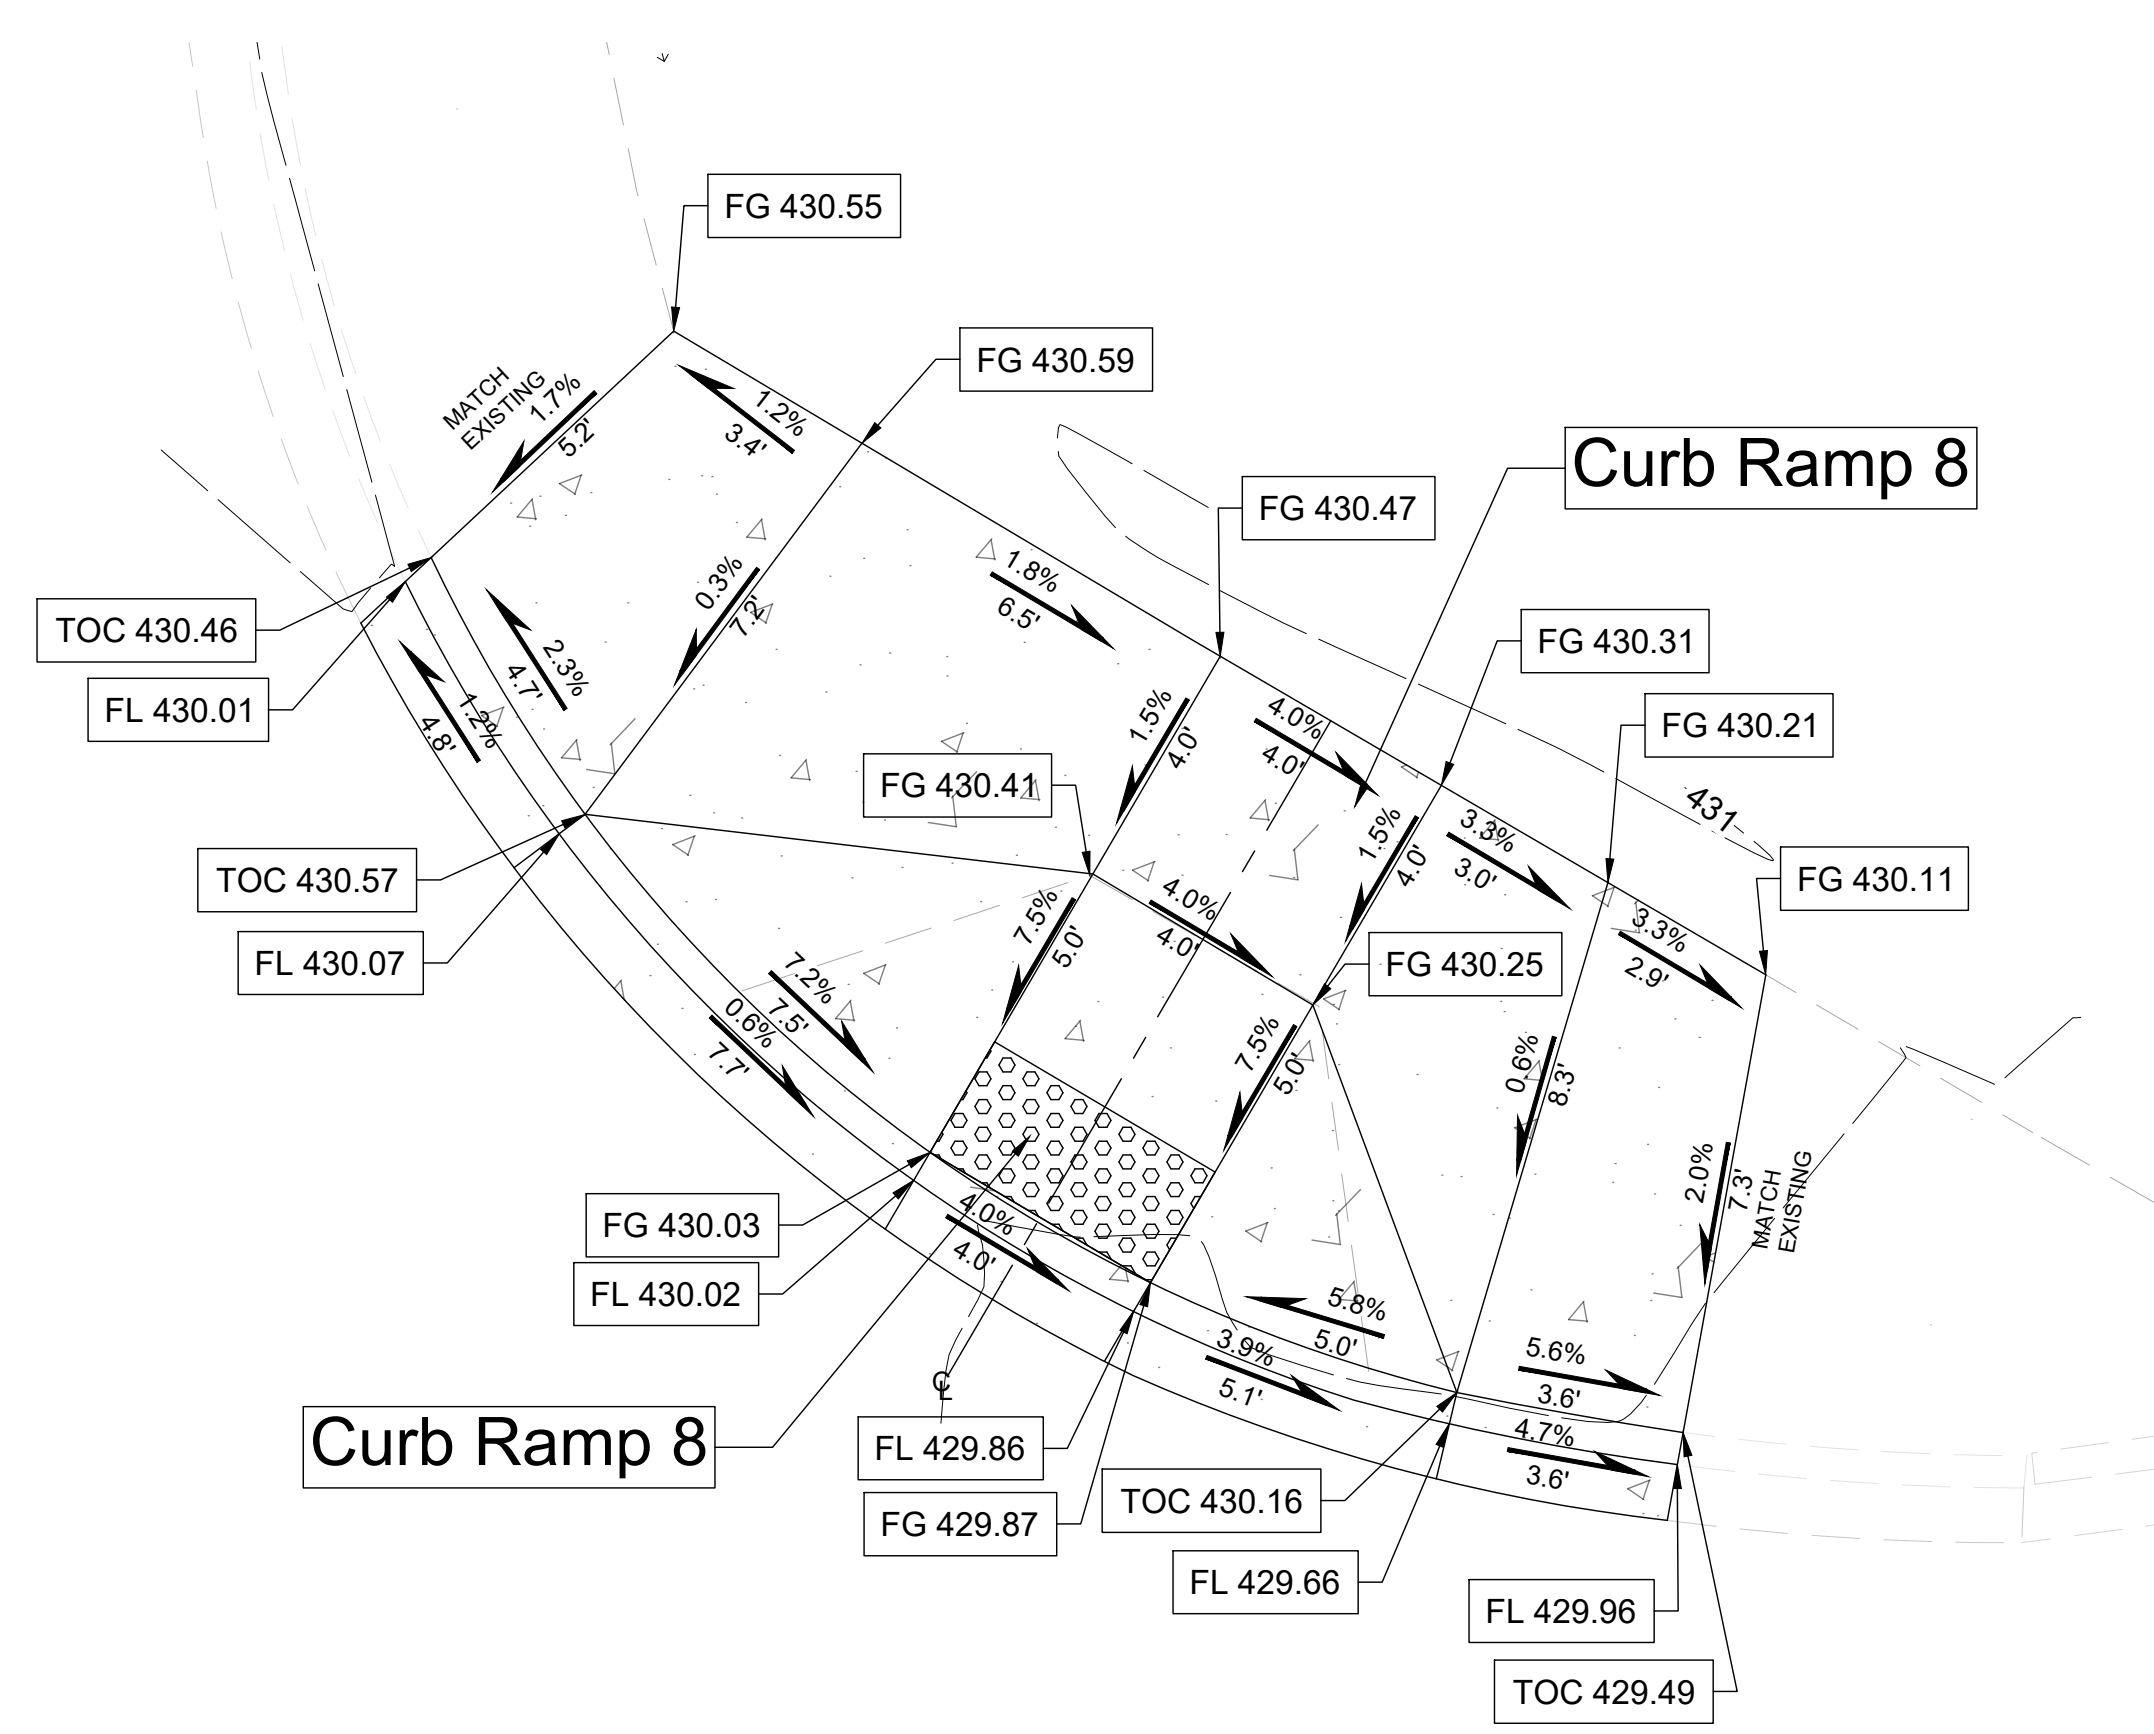 FG 430.55
FG 430.59
MATCH
EXISTING
1.7%
5.2'
1.2%
3.4'
Curb Ramp 8
FG 430.47
1.8%
6.5'
0.3%
7.2'
TOC 430.46
FL 430.01
2.3%
4.7'
1.2%
4.8'
FG 430.31
FG 430.21
1.5%
4.0'
4.0%
4.0'
FG 430.41
431
1.5%
4.0'
3.3%
3.0'
FG 430.11
TOC 430.57
FL 430.07
4.0%
4.0'
7.5%
5.0'
FG 430.25
3.3%
2.9'
7.2%
7.5'
0.6%
7.7'
7.5%
5.0'
0.6%
8.3'
2.0%
7.3'
MATCH
EXISTING
FG 430.03
FL 430.02
4.0%
4.0'
5.8%
5.0'
3.9%
5.1'
5.6%
3.6'
4.7%
3.6'
CL
Curb Ramp 8
FL 429.86
FG 429.87
TOC 430.16
FL 429.66
FL 429.96
TOC 429.49